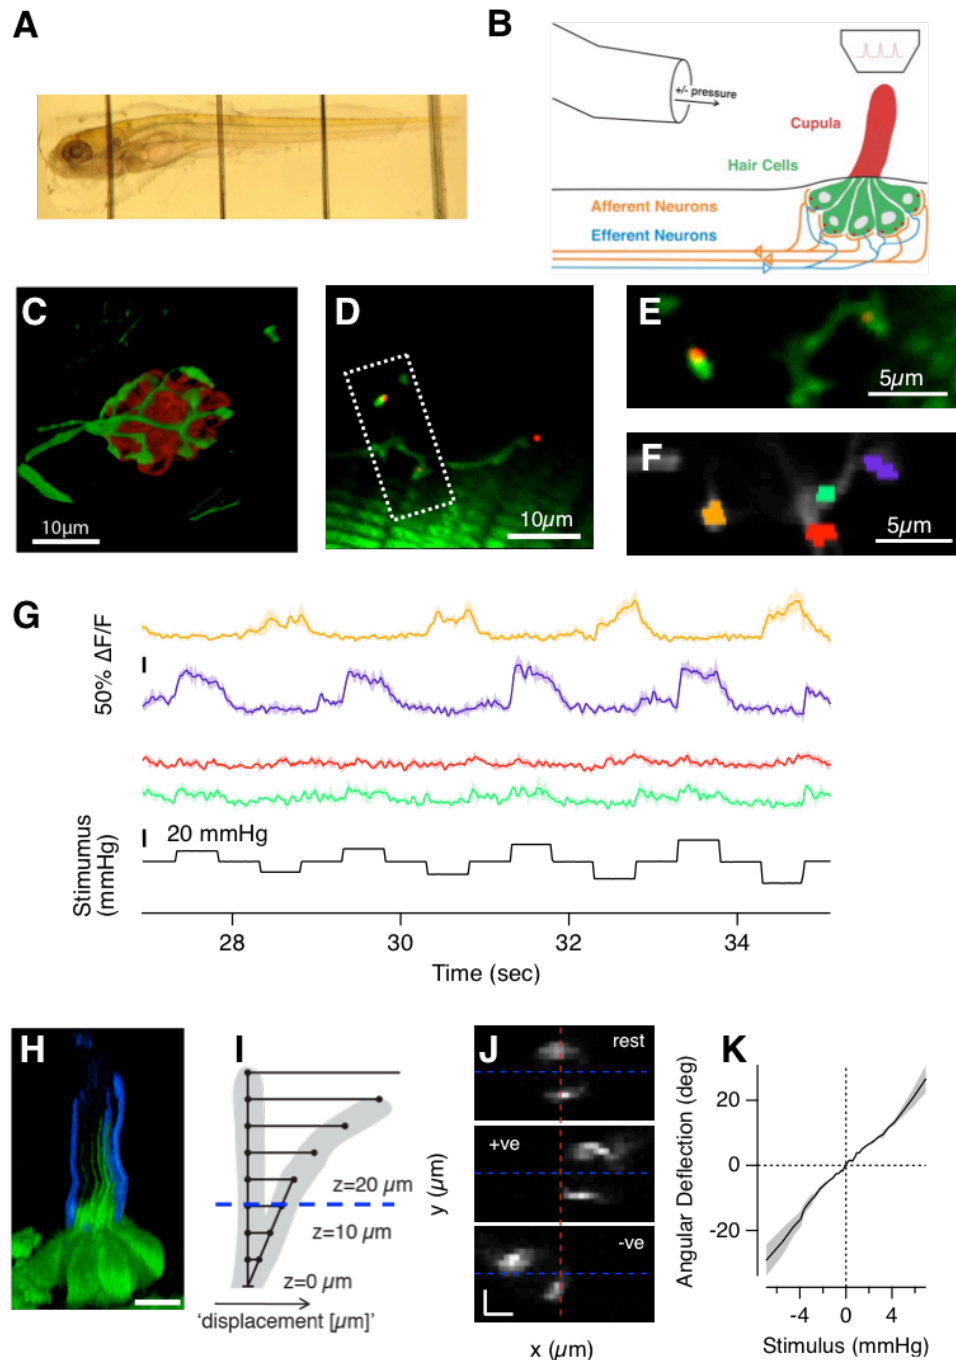 A
B
+/- pressure
Cupula
Hair Cells
Afferent Neurons
Efferent Neurons
C
10µm
D
10µm
E
5µm
F
5µm
G
50% ΔF/F
20 mmHg
Stimumus
(mmHg)
28 30 32 34
Time (sec)
H
I
z=20 µm
z=10 µm
z=0 µm
'displacement [µm]'
J
rest
+ve
-ve
y (µm)
x (µm)
K
Angular Deflection (deg)
20
0
-20
-4 0 4
Stimulus (mmHg)